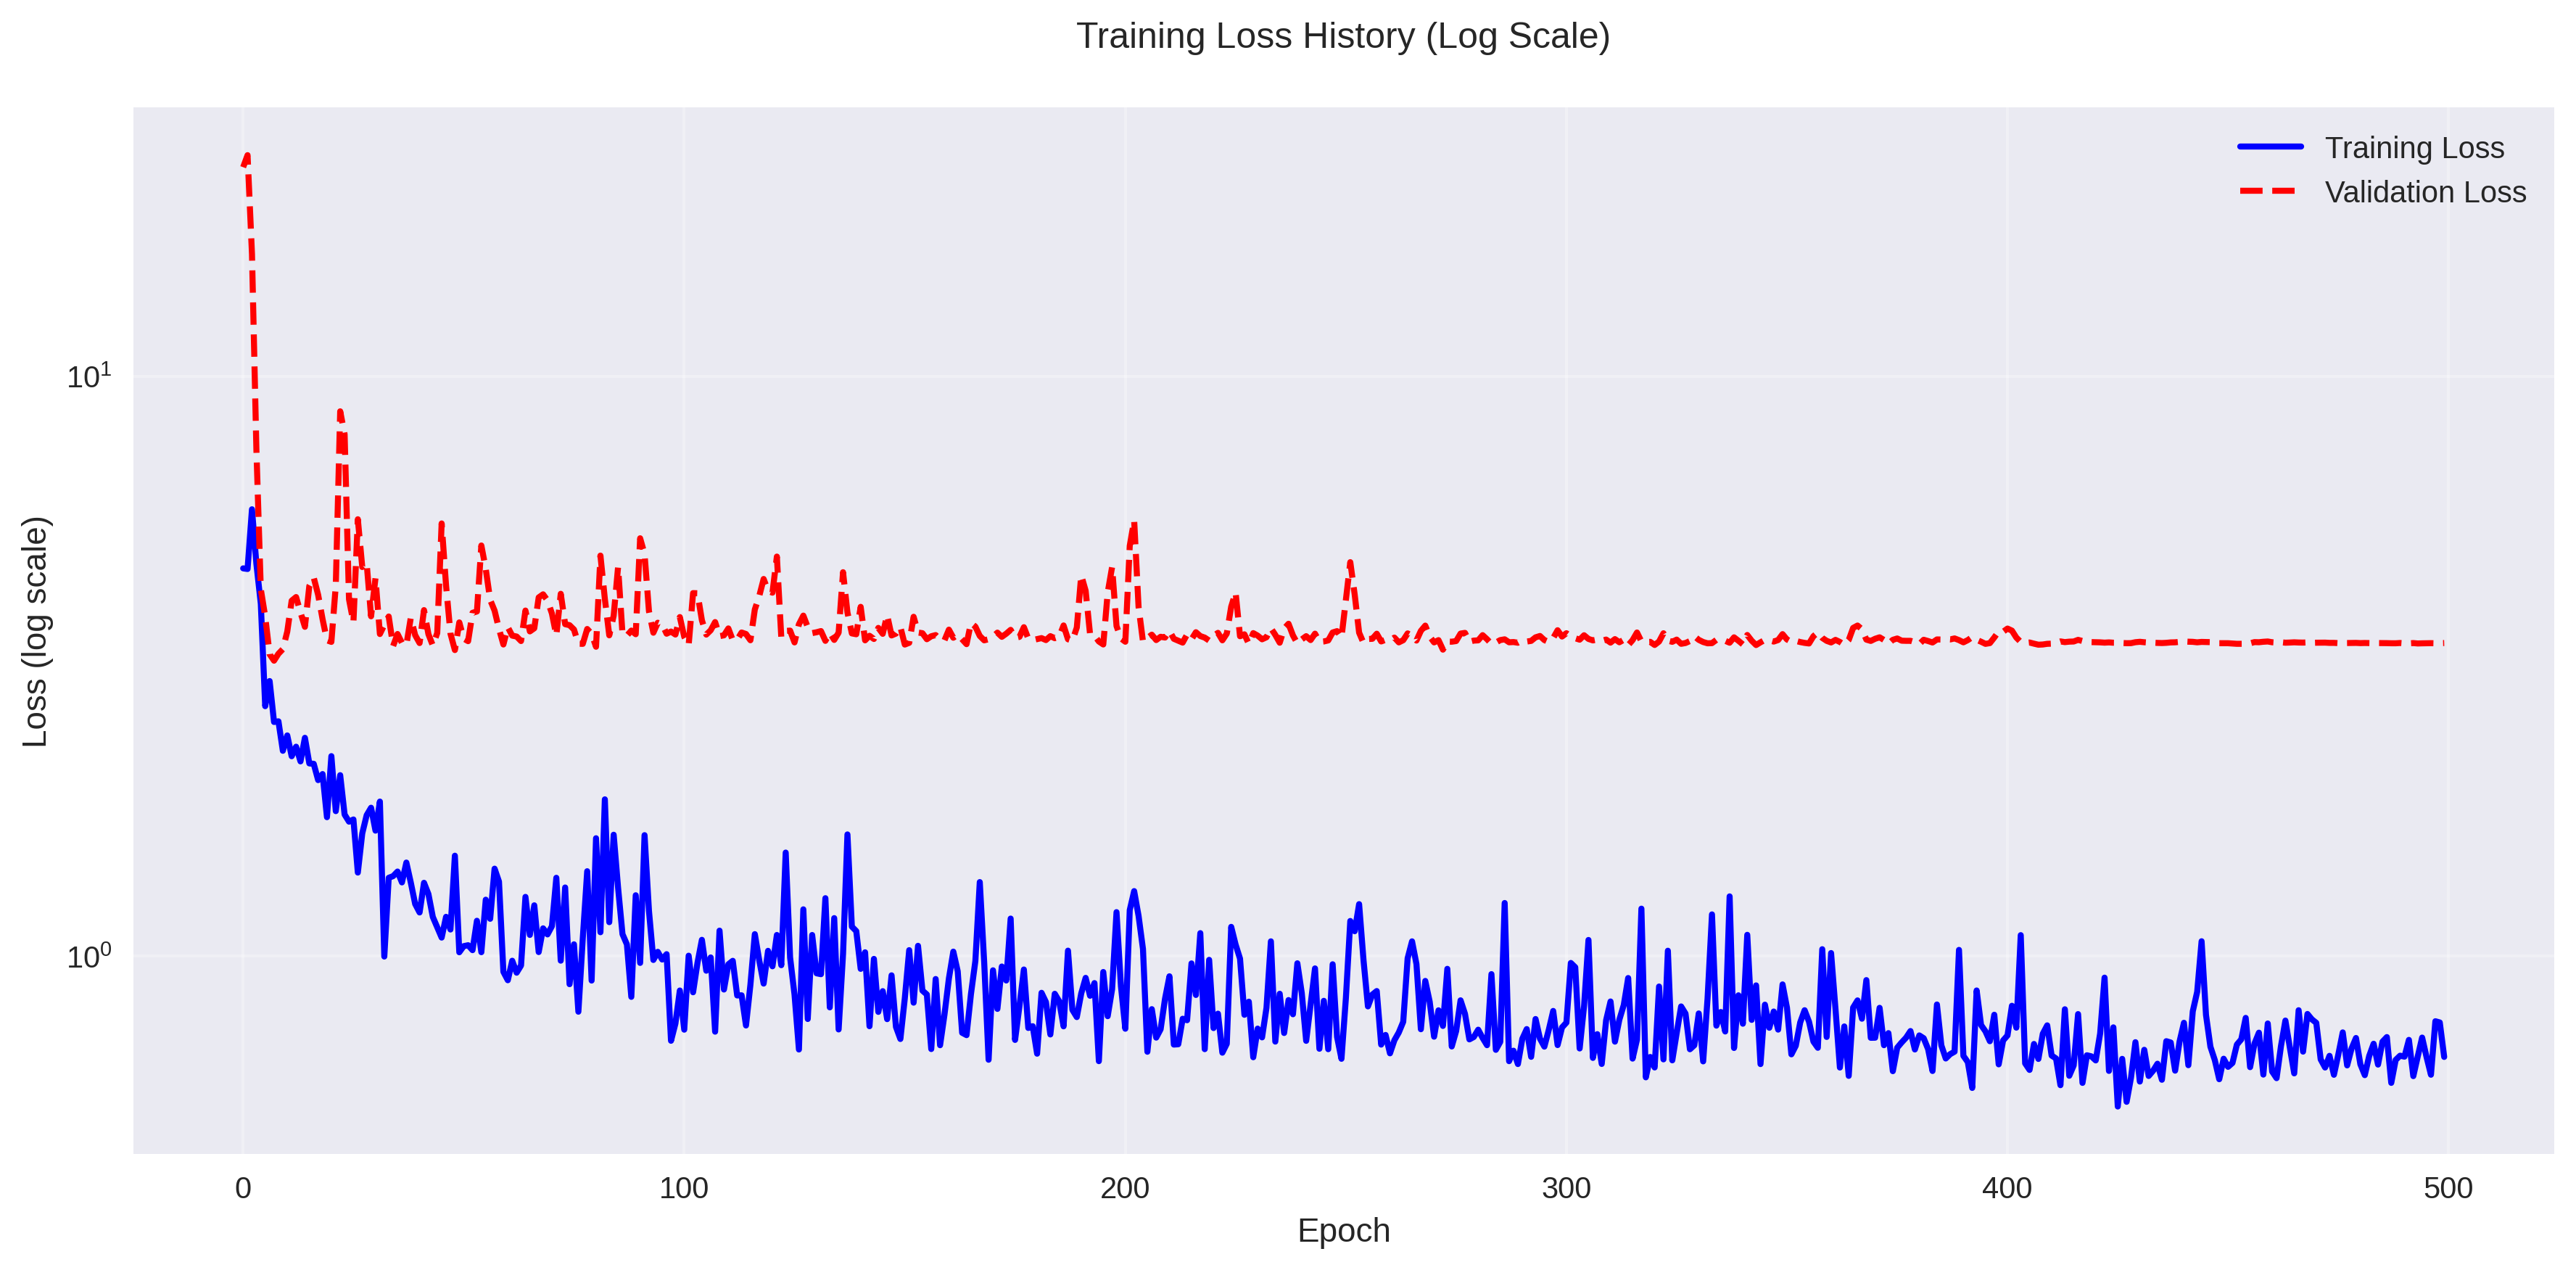 Training Loss History (Log Scale)
Training Loss
Validation Loss
10¹
10⁰
Loss (log scale)
0 100 200 300 400 500
Epoch